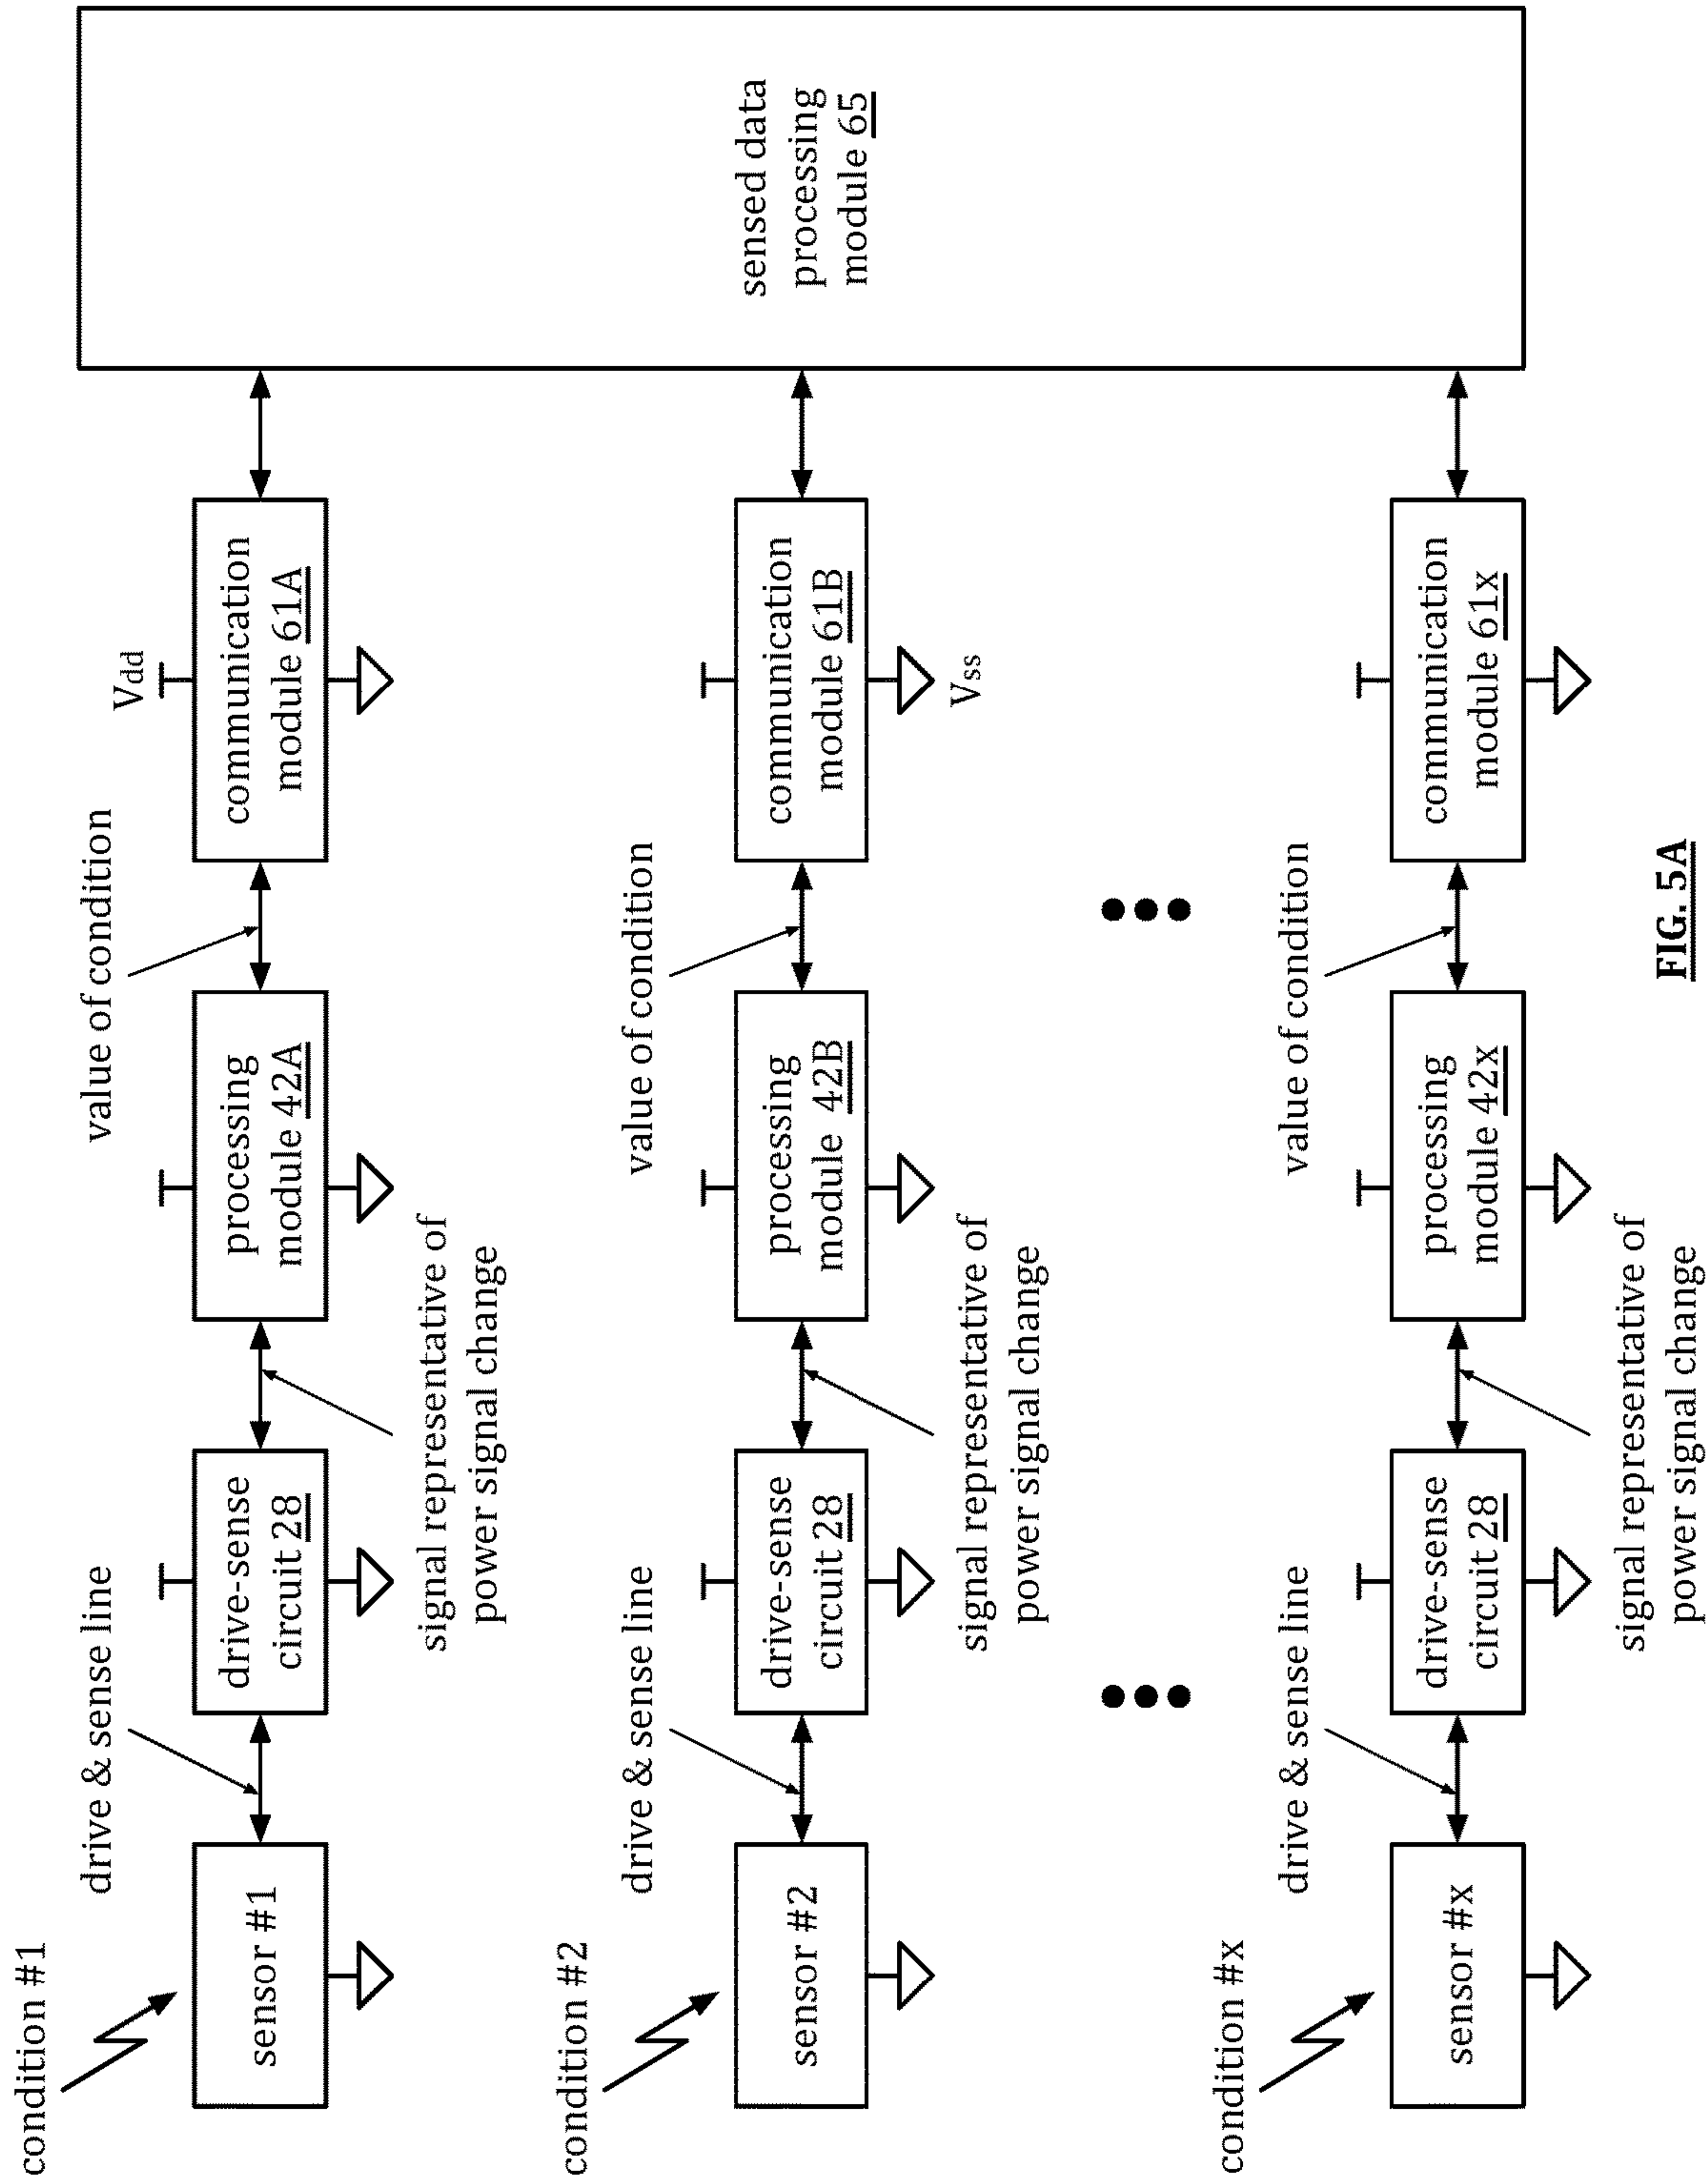 condition #1
drive & sense line
value of condition
Vdd
sensor #1
drive-sense
circuit 28
processing
module 42A
communication
module 61A
signal representative of
power signal change
sensed data
processing
module 65
condition #2
drive & sense line
value of condition
sensor #2
drive-sense
circuit 28
processing
module 42B
communication
module 61B
Vss
signal representative of
power signal change
condition #x
drive & sense line
value of condition
sensor #x
drive-sense
circuit 28
processing
module 42x
communication
module 61x
signal representative of
power signal change
FIG. 5A